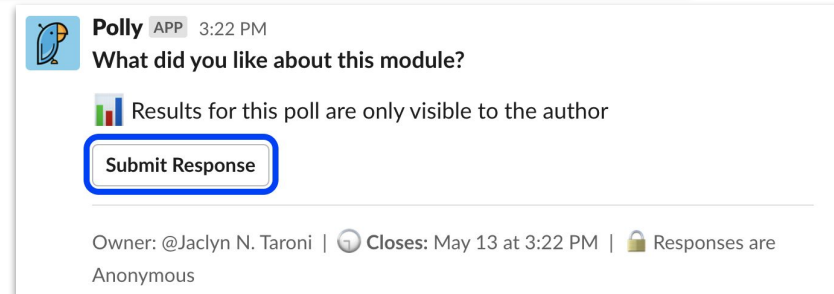 Polly APP 3:22 PM
What did you like about this module?
Results for this poll are only visible to the author
Submit Response
Owner: @Jaclyn N. Taroni | Closes: May 13 at 3:22 PM | Responses are
Anonymous